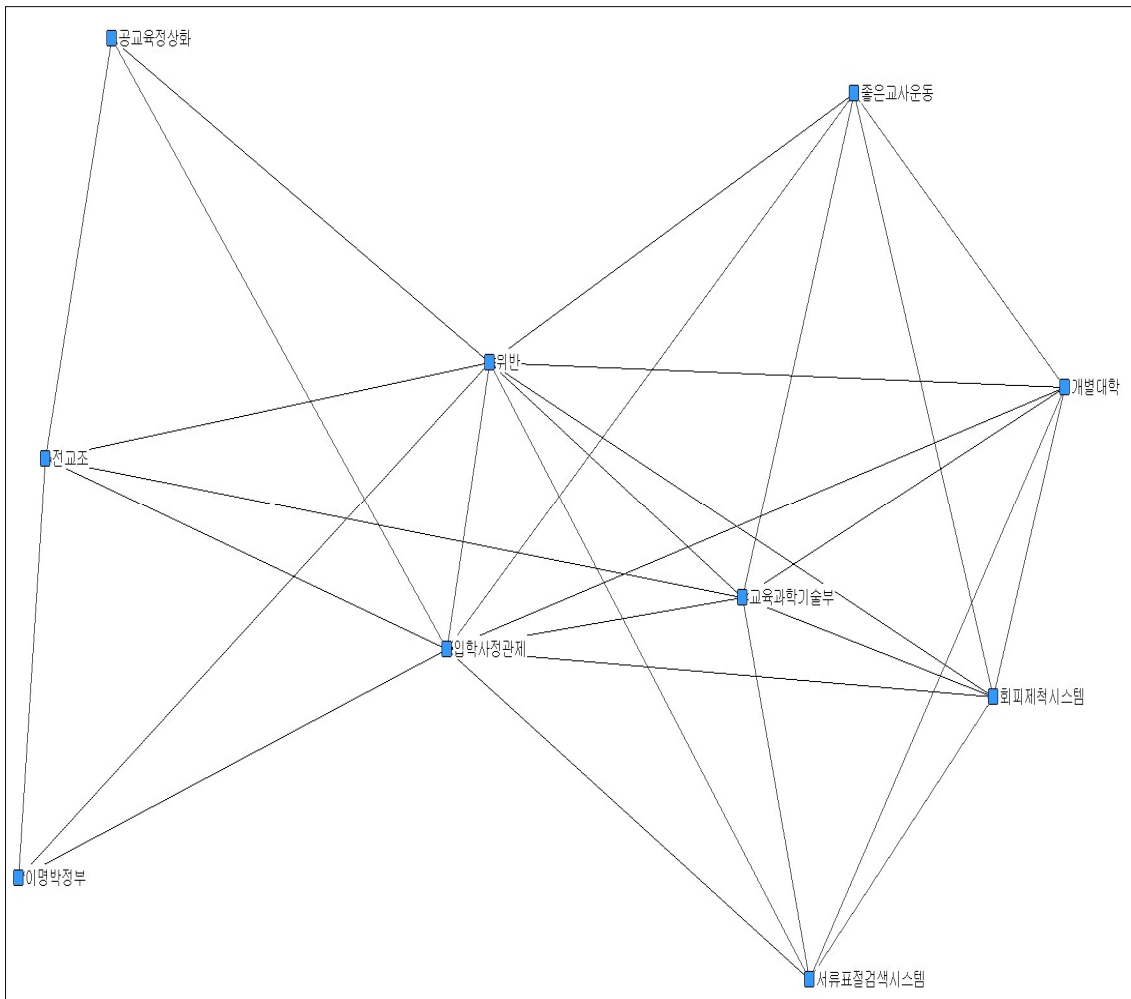 공교육정상화
좋은교사운동
위반
개별대학
전교조
교육과학기술부
입학사정관제
회피제척시스템
이명박정부
서류표절검색시스템